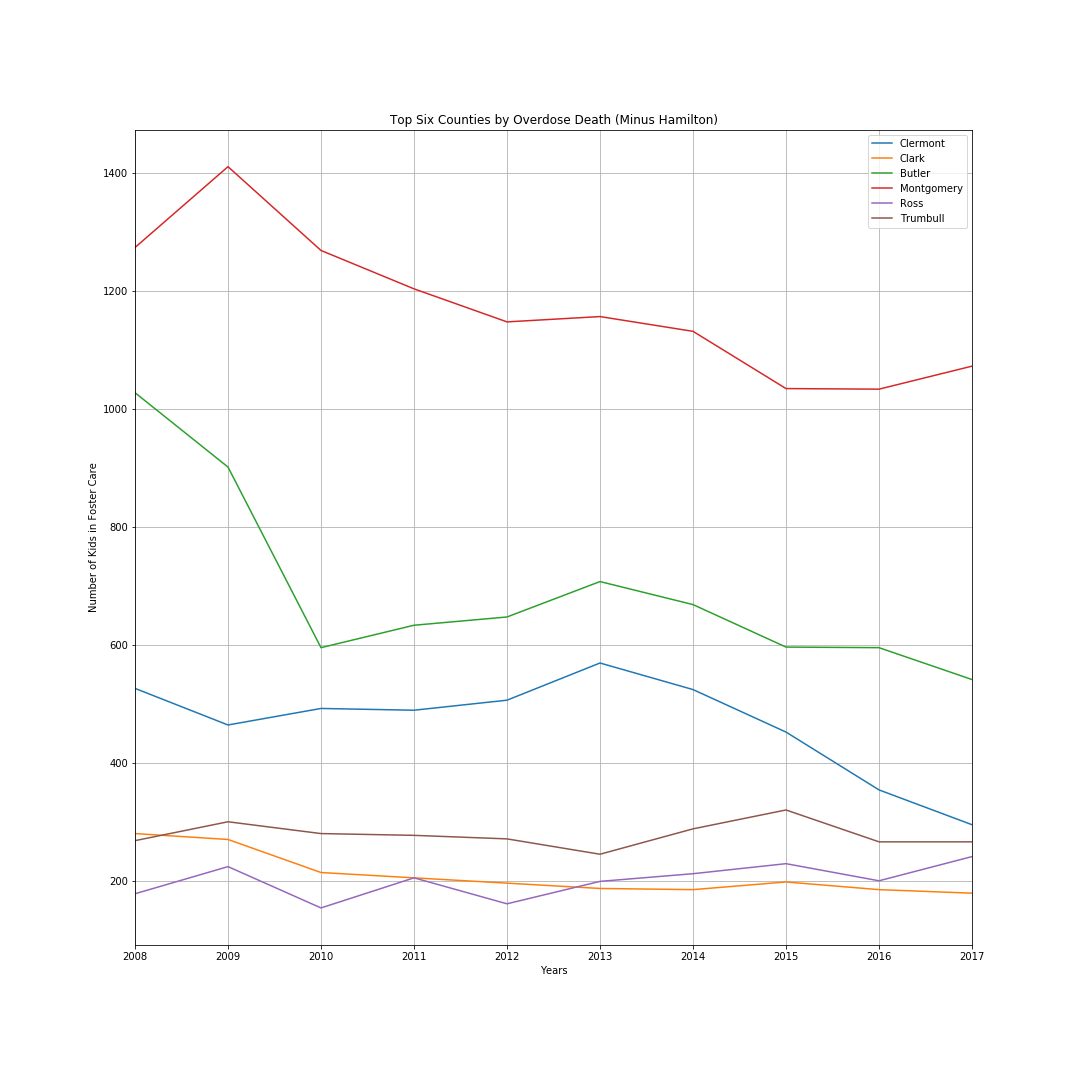 Top Six Counties by Overdose Death (Minus Hamilton)
Clermont
Clark
Butler
Montgomery
Ross
Trumbull
1400
1200
1000
800
600
400
200
Number of Kids in Foster Care
2008 2009 2010 2011 2012 2013 2014 2015 2016 2017
Years